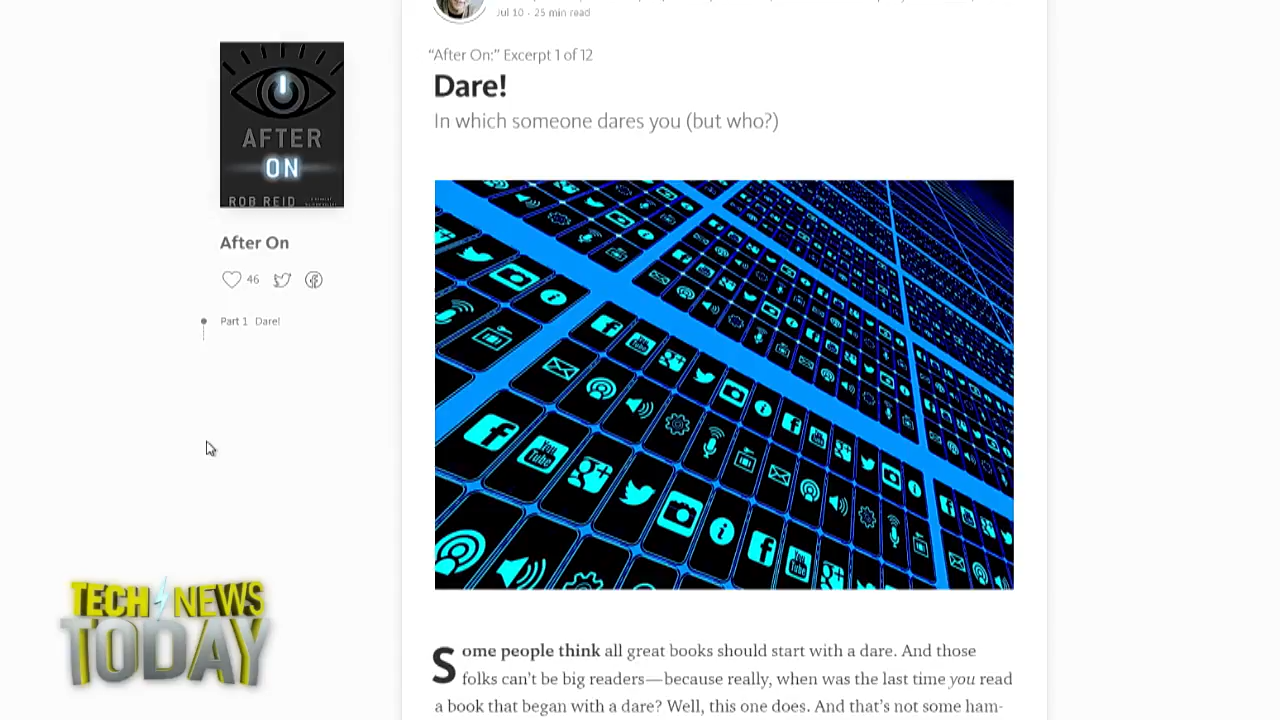 Jul 10 · 25 min read
"After On:" Excerpt 1 of 12
Dare!
In which someone dares you (but who?)
AFTER
ON
ROB REID
After On
46
Part 1 Dare!
You Tube
Some people think all great books should start with a dare. And those
folks can't be big readers—because really, when was the last time you read
a book that began with a dare? Well, this one does. And that's not some ham-
TECH NEWS
TODAY